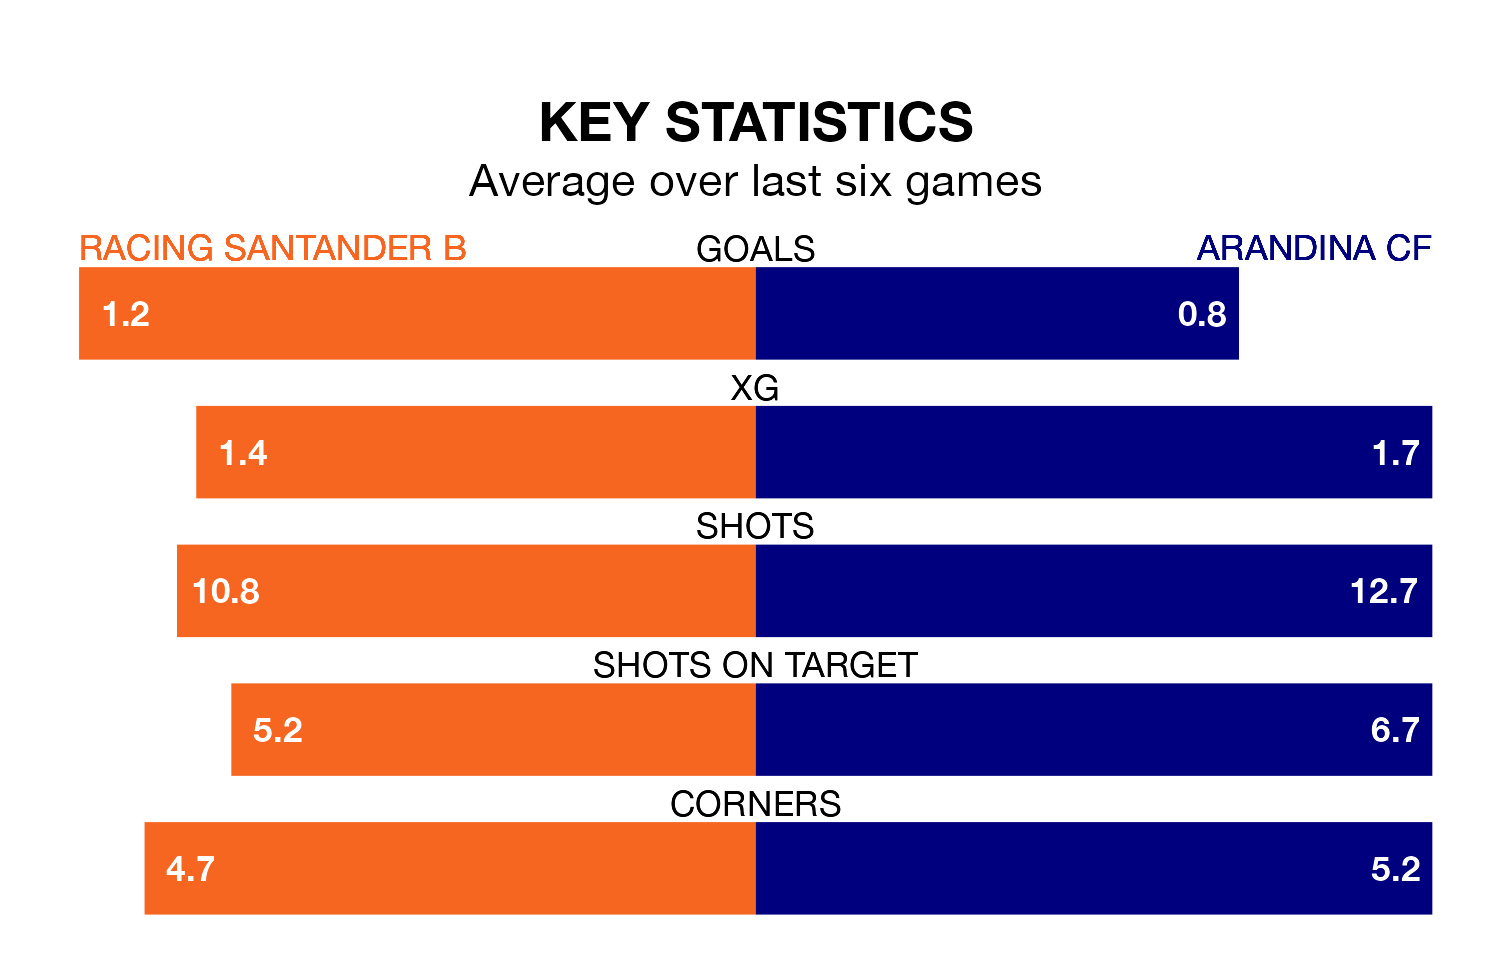 KEY STATISTICS
Average over last six games
RACING SANTANDER B GOALS ARANDINA CF
1.2 0.8
XG
1.4 1.7
SHOTS
10.8 12.7
SHOTS ON TARGET
5.2 6.7
CORNERS
4.7 5.2